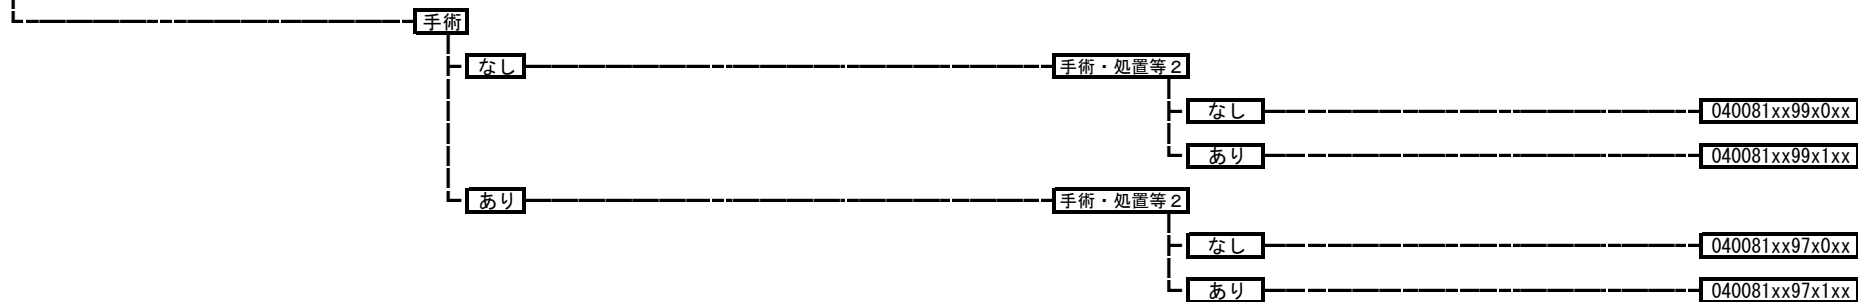 手術
なし 手術・処置等２
なし 040081xx99x0xx
あり 040081xx99x1xx
あり 手術・処置等２
なし 040081xx97x0xx
あり 040081xx97x1xx